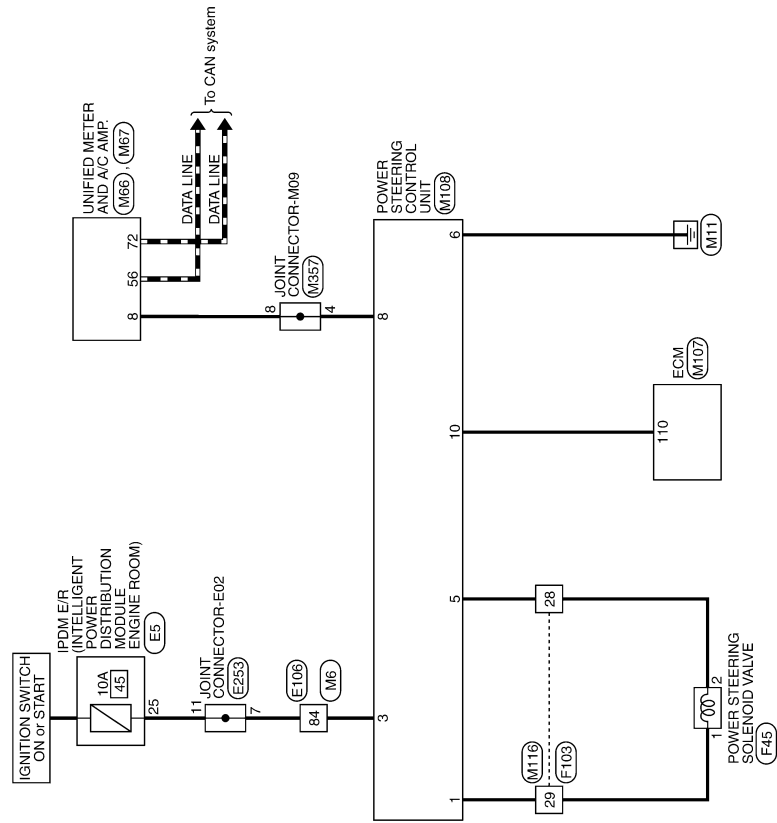 IGNITION SWITCH
ON or START
IPDM E/R
(INTELLIGENT
POWER
DISTRIBUTION
MODULE
ENGINE ROOM)
E5
10A
45
25
11
JOINT
CONNECTOR-E02
E253
7
E106
84
M6
3
UNIFIED METER
AND A/C AMP.
M66 , M67
8
56
72
DATA LINE
DATA LINE
To CAN system
8
JOINT
CONNECTOR-M09
M357
4
8
POWER
STEERING
CONTROL
UNIT
M108
1
5
10
6
M116
29
F103
28
1
2
POWER STEERING
SOLENOID VALVE
F45
110
ECM
M107
M11